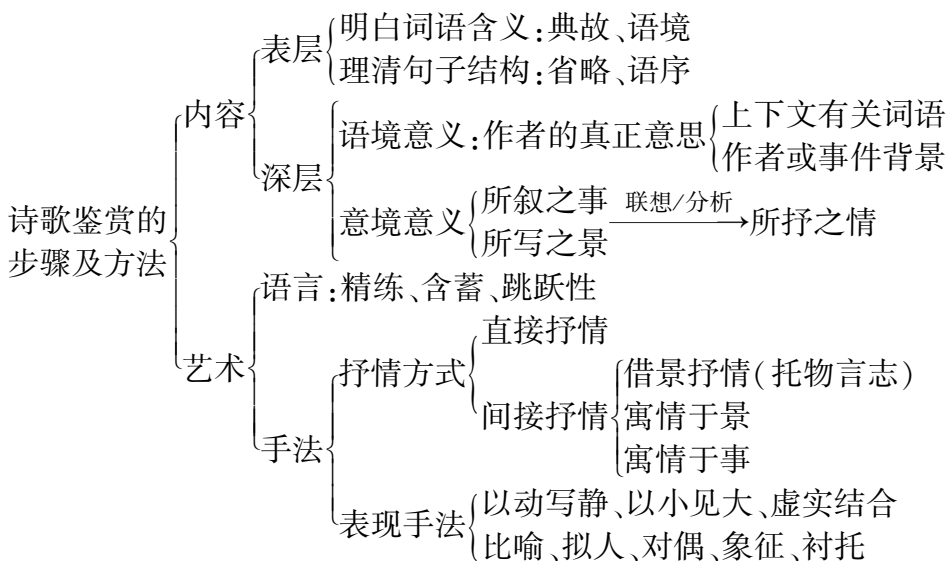 表层
明白词语含义:典故、语境
理清句子结构:省略、语序
内容
语境意义:作者的真正意思
上下文有关词语
作者或事件背景
深层
意境意义
所叙之事
所写之景
联想/分析
所抒之情
诗歌鉴赏的
步骤及方法
语言:精练、含蓄、跳跃性
艺术
抒情方式
直接抒情
间接抒情
借景抒情(托物言志)
寓情于景
寓情于事
手法
表现手法
以动写静、以小见大、虚实结合
比喻、拟人、对偶、象征、衬托